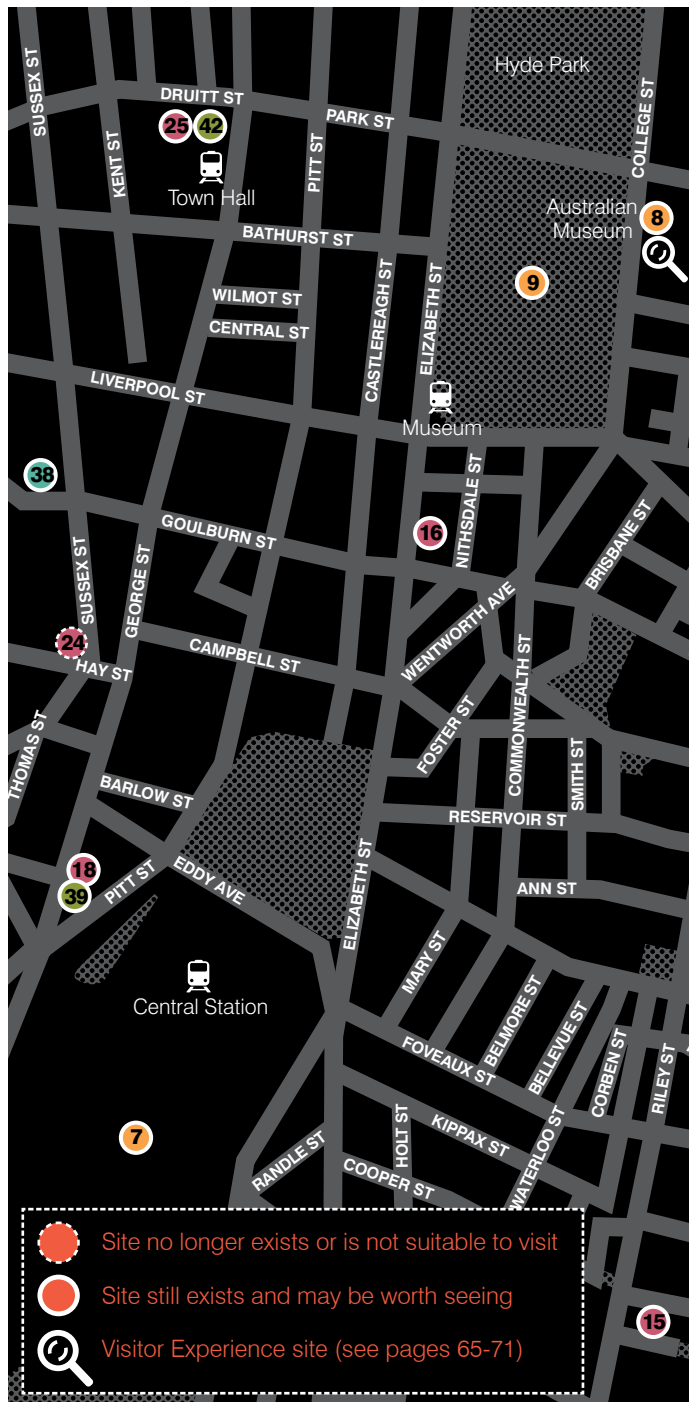 Hyde Park
SUSSEX ST
KENT ST
DRUITT ST
25
42
Town Hall
PITT ST
PARK ST
COLLEGE ST
Australian
Museum
8
9
BATHURST ST
WILMOT ST
CENTRAL ST
CASTLEREAGH ST
ELIZABETH ST
LIVERPOOL ST
Museum
38
16
NITHSDALE ST
GOULBURN ST
SUSSEX ST
GEORGE ST
BRISBANE ST
WENTWORTH AVE
24
HAY ST
CAMPBELL ST
COMMONWEALTH ST
FOSTER ST
SMITH ST
THOMAS ST
BARLOW ST
RESERVOIR ST
18
39
PITT ST
EDDY AVE
ELIZABETH ST
ANN ST
MARY ST
Central Station
BELMORE ST
BELLEVUE ST
CORBEN ST
RILEY ST
FOVEAUX ST
7
RANDLE ST
HOLT ST
KIPPAX ST
COOPER ST
WATERLOO ST
15
Site no longer exists or is not suitable to visit
Site still exists and may be worth seeing
Visitor Experience site (see pages 65-71)